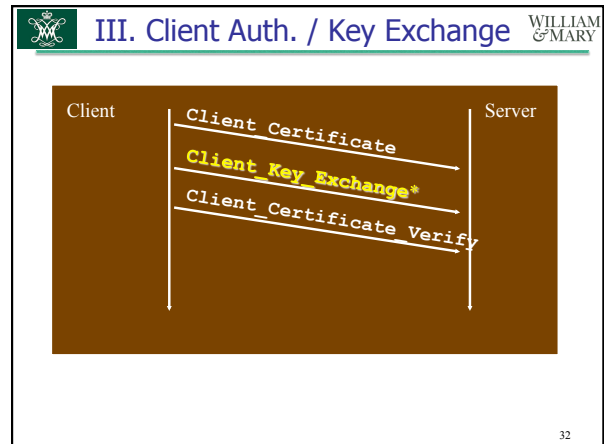 III. Client Auth. / Key Exchange
WILLIAM
& MARY
Client
Server
Client_Certificate
Client_Key_Exchange*
Client_Certificate_Verify
32